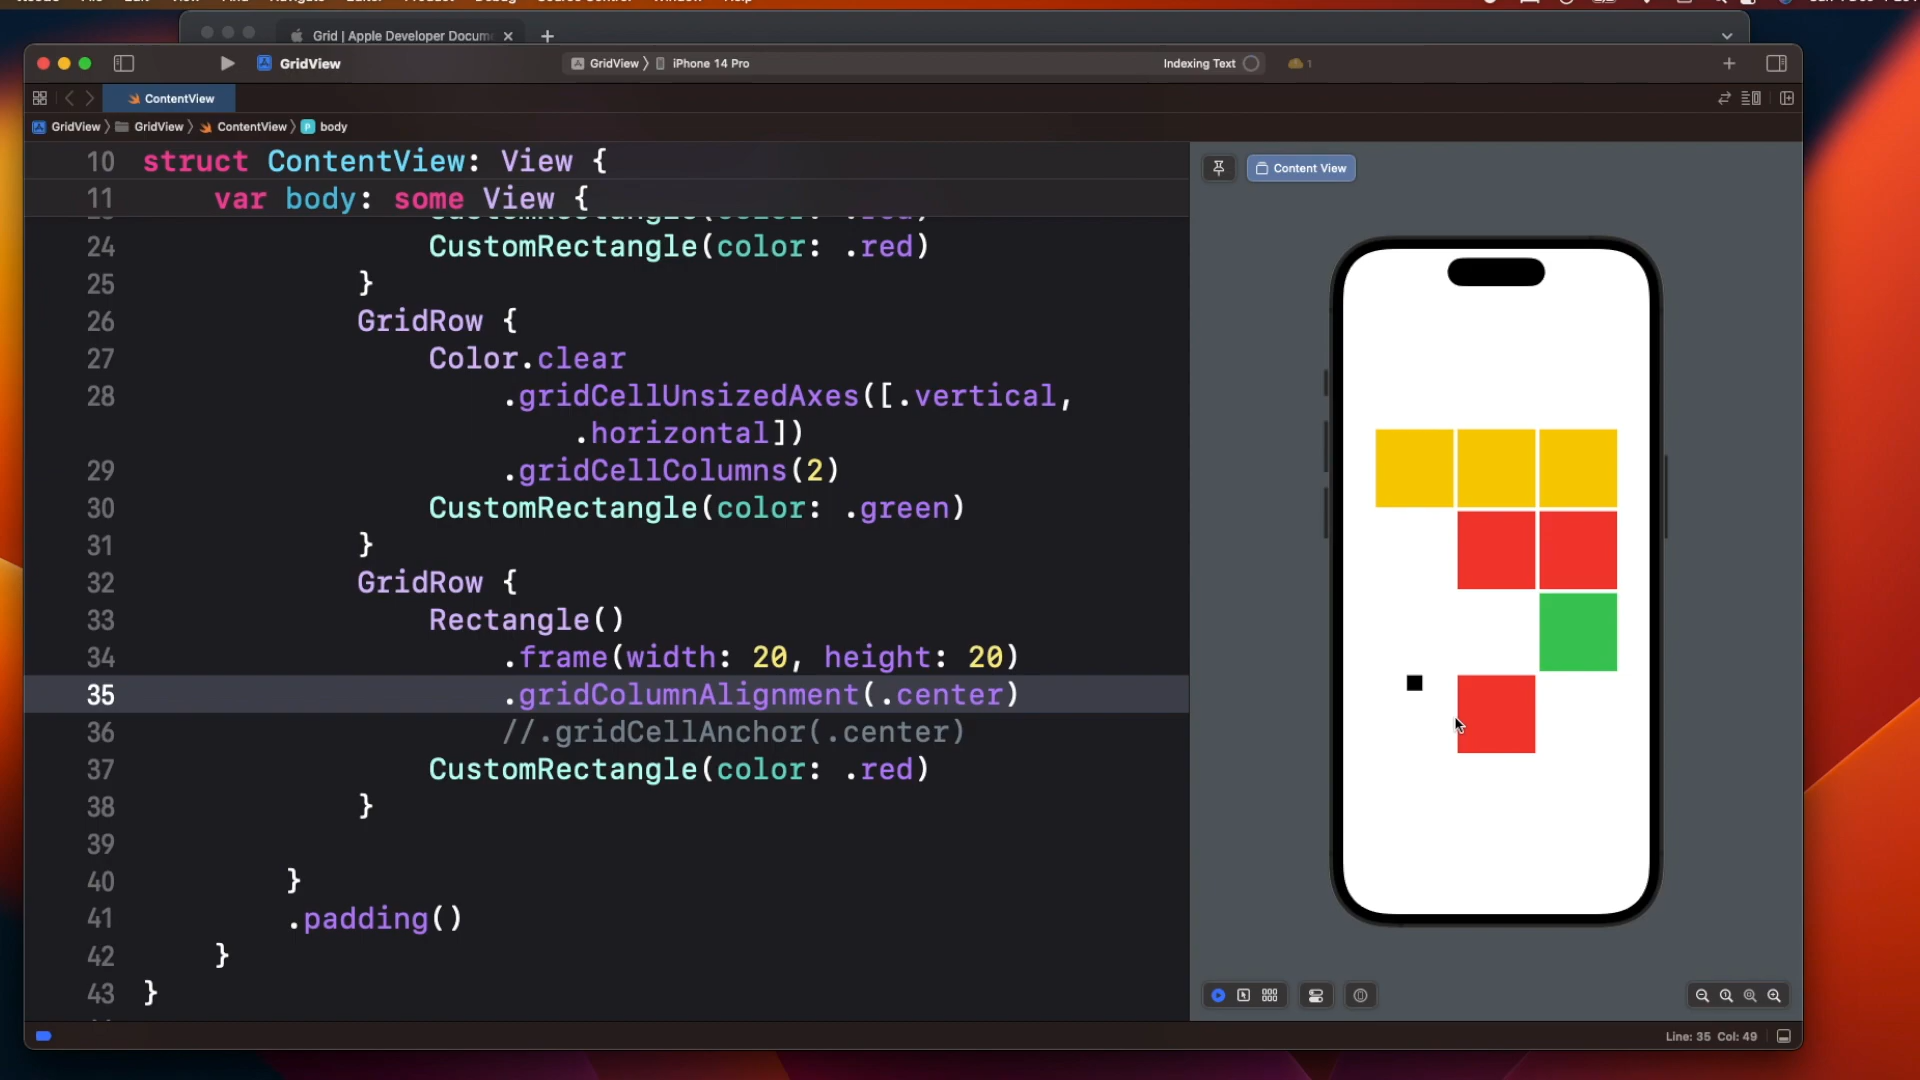 Grid | Apple Developer Docum
GridView
GridView
iPhone 14 Pro
Indexing Text
1
ContentView
GridView
GridView
ContentView
body
10 struct ContentView: View {
11 var body: some View {
24 CustomRectangle(color: .red)
25 }
26 GridRow {
27 Color.clear
28 .gridCellUnsizedAxes([.vertical,
.horizontal])
29 .gridCellColumns(2)
30 CustomRectangle(color: .green)
31 }
32 GridRow {
33 Rectangle()
34 .frame(width: 20, height: 20)
35 .gridColumnAlignment(.center)
36 //.gridCellAnchor(.center)
37 CustomRectangle(color: .red)
38 }
39
40 }
41 .padding()
42 }
43 }
Content View
Line: 35 Col: 49